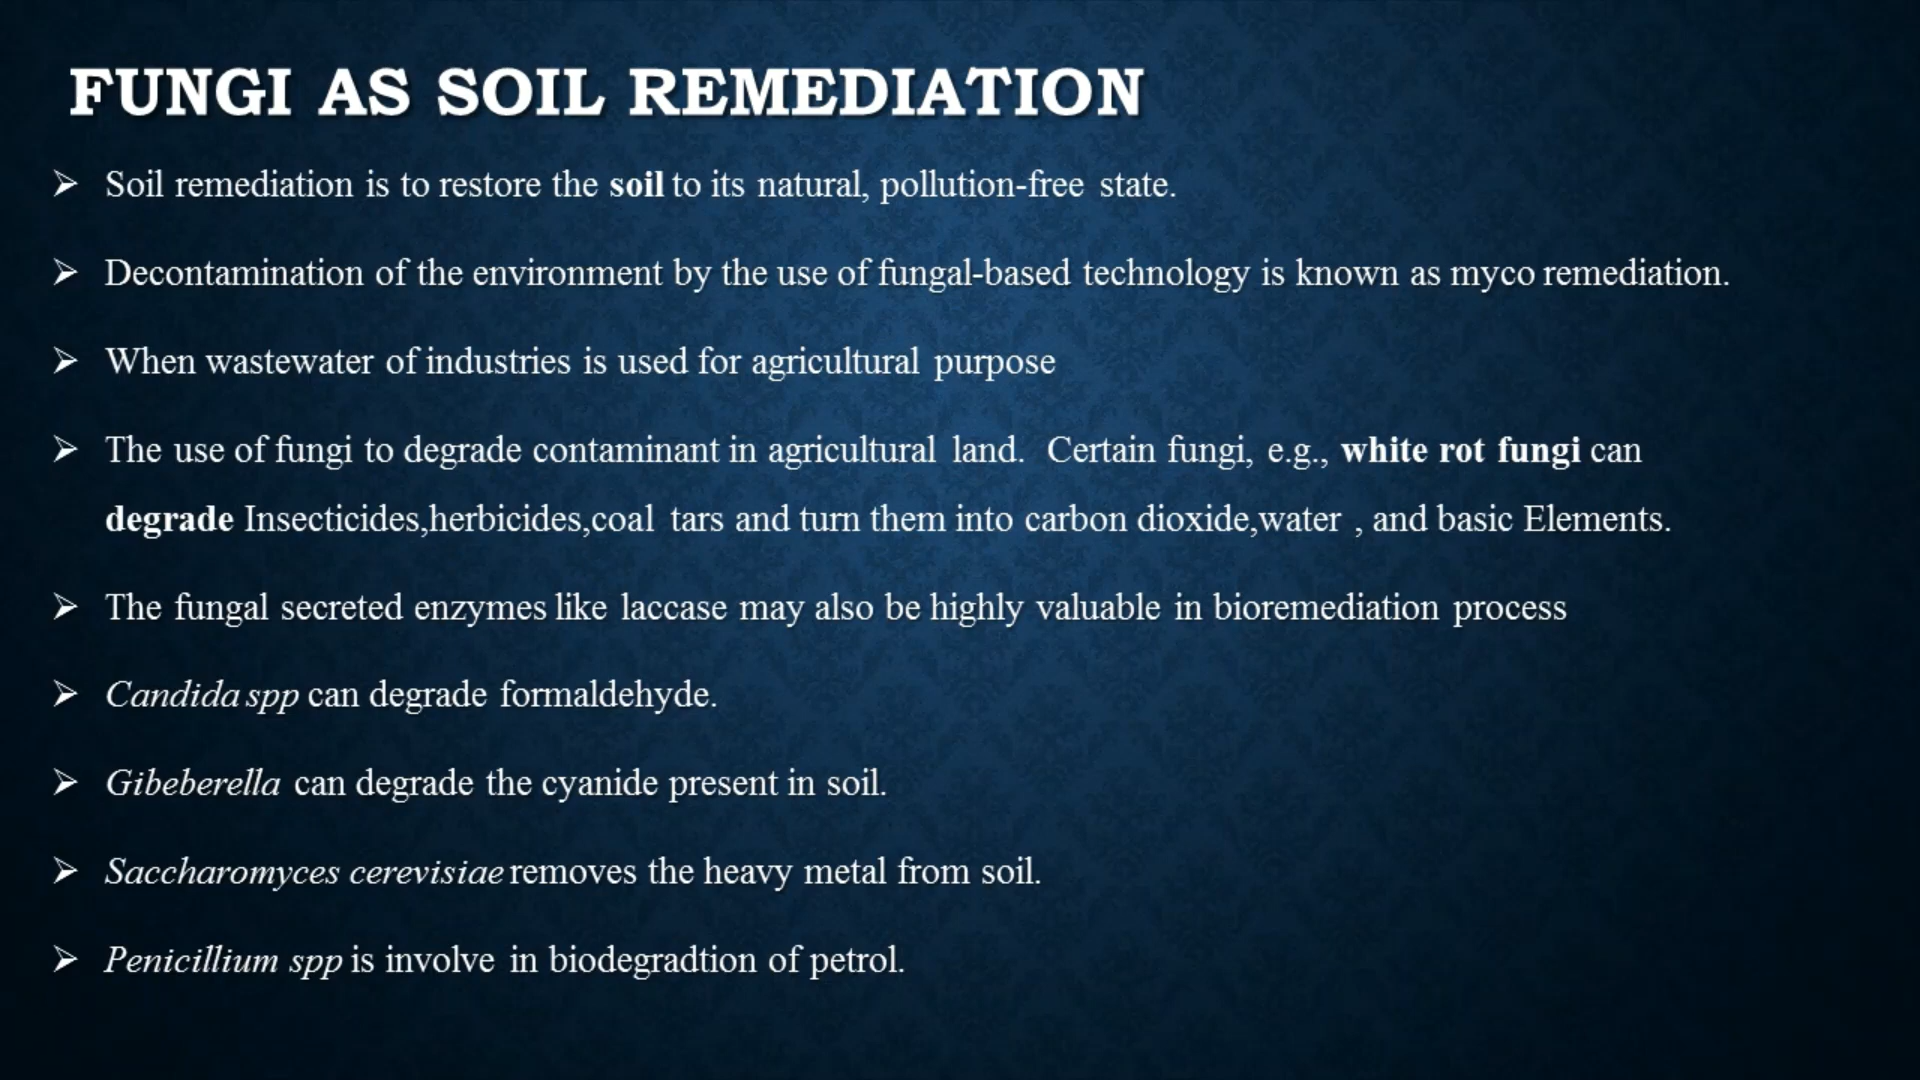 FUNGI AS SOIL REMEDIATION
➢ Soil remediation is to restore the soil to its natural, pollution-free state.
➢ Decontamination of the environment by the use of fungal-based technology is known as myco remediation.
➢ When wastewater of industries is used for agricultural purpose
➢ The use of fungi to degrade contaminant in agricultural land. Certain fungi, e.g., white rot fungi can
degrade Insecticides,herbicides,coal tars and turn them into carbon dioxide,water , and basic Elements.
➢ The fungal secreted enzymes like laccase may also be highly valuable in bioremediation process
➢ Candida spp can degrade formaldehyde.
➢ Gibeberella can degrade the cyanide present in soil.
➢ Saccharomyces cerevisiae removes the heavy metal from soil.
➢ Penicillium spp is involve in biodegradtion of petrol.